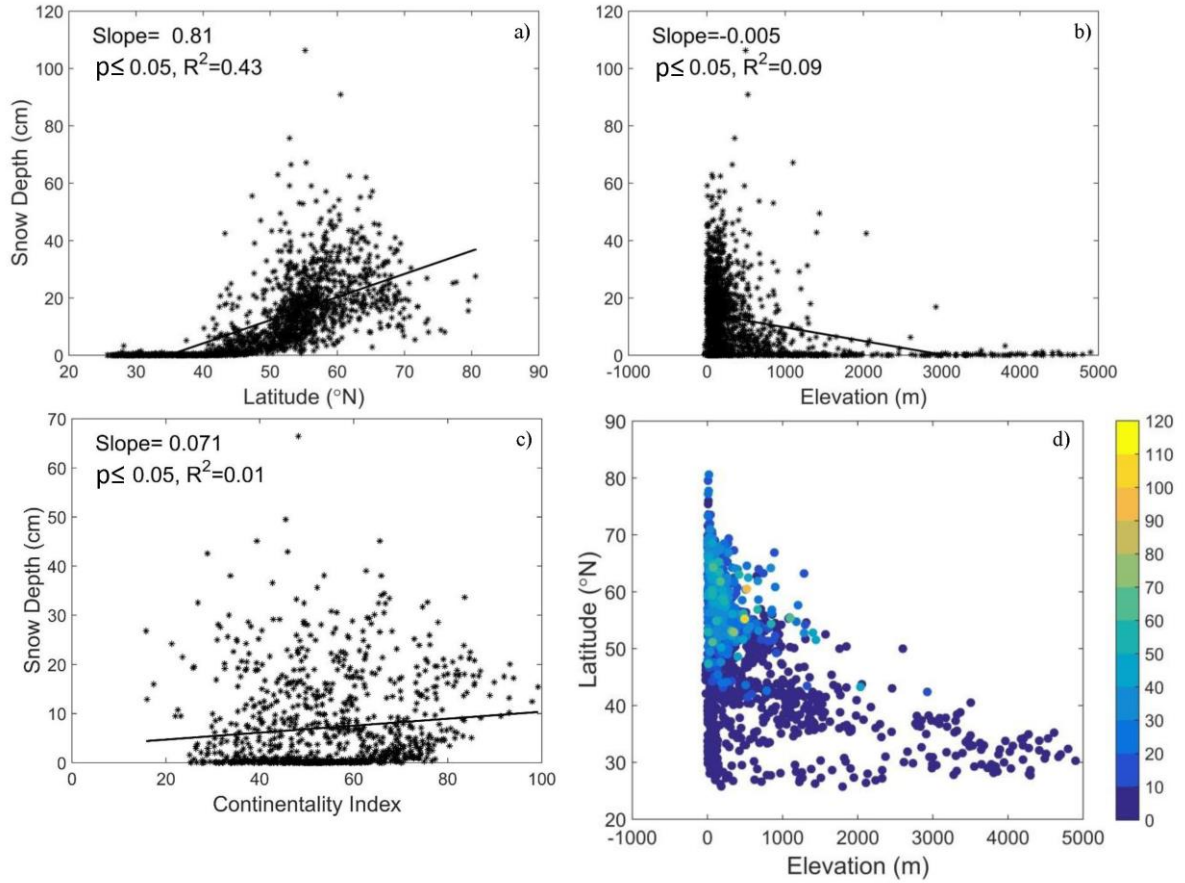 a)
Slope= 0.81
p≤ 0.05, R²=0.43
120
100
80
60
40
20
0
Snow Depth (cm)
20 30 40 50 60 70 80 90
Latitude (°N)
b)
Slope=-0.005
p≤ 0.05, R²=0.09
120
100
80
60
40
20
0
-1000 0 1000 2000 3000 4000 5000
Elevation (m)
c)
Slope= 0.071
p≤ 0.05, R²=0.01
70
60
50
40
30
20
10
0
Snow Depth (cm)
0 20 40 60 80 100
Continentality Index
d)
90
80
70
60
50
40
30
20
Latitude (°N)
-1000 0 1000 2000 3000 4000 5000
Elevation (m)
120
110
100
90
80
70
60
50
40
30
20
10
0